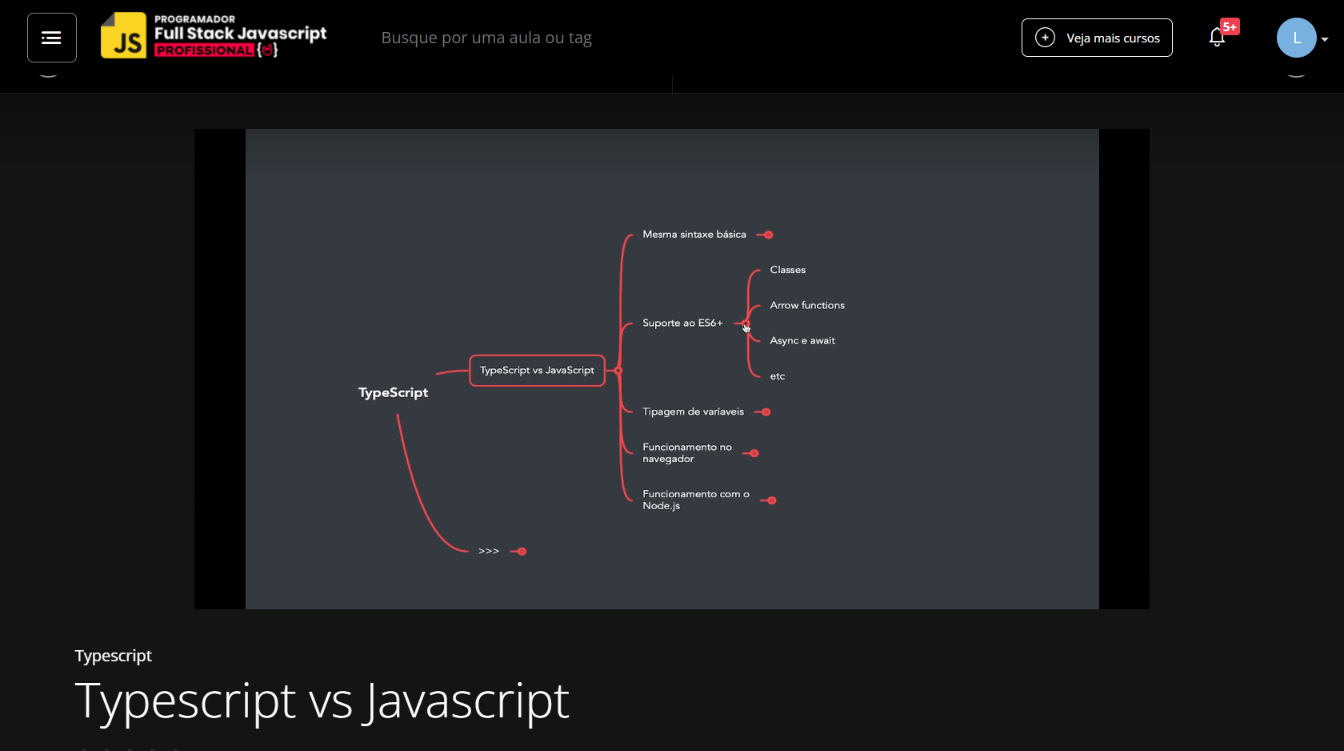 PROGRAMADOR
JS Full Stack Javascript
PROFISSIONAL { }
Busque por uma aula ou tag
Veja mais cursos
5+
L
Mesma sintaxe básica
Classes
Arrow functions
Suporte ao ES6+
Async e await
TypeScript vs JavaScript
etc
TypeScript
Tipagem de varíaveis
Funcionamento no
navegador
Funcionamento com o
Node.js
>>>
Typescript
Typescript vs Javascript